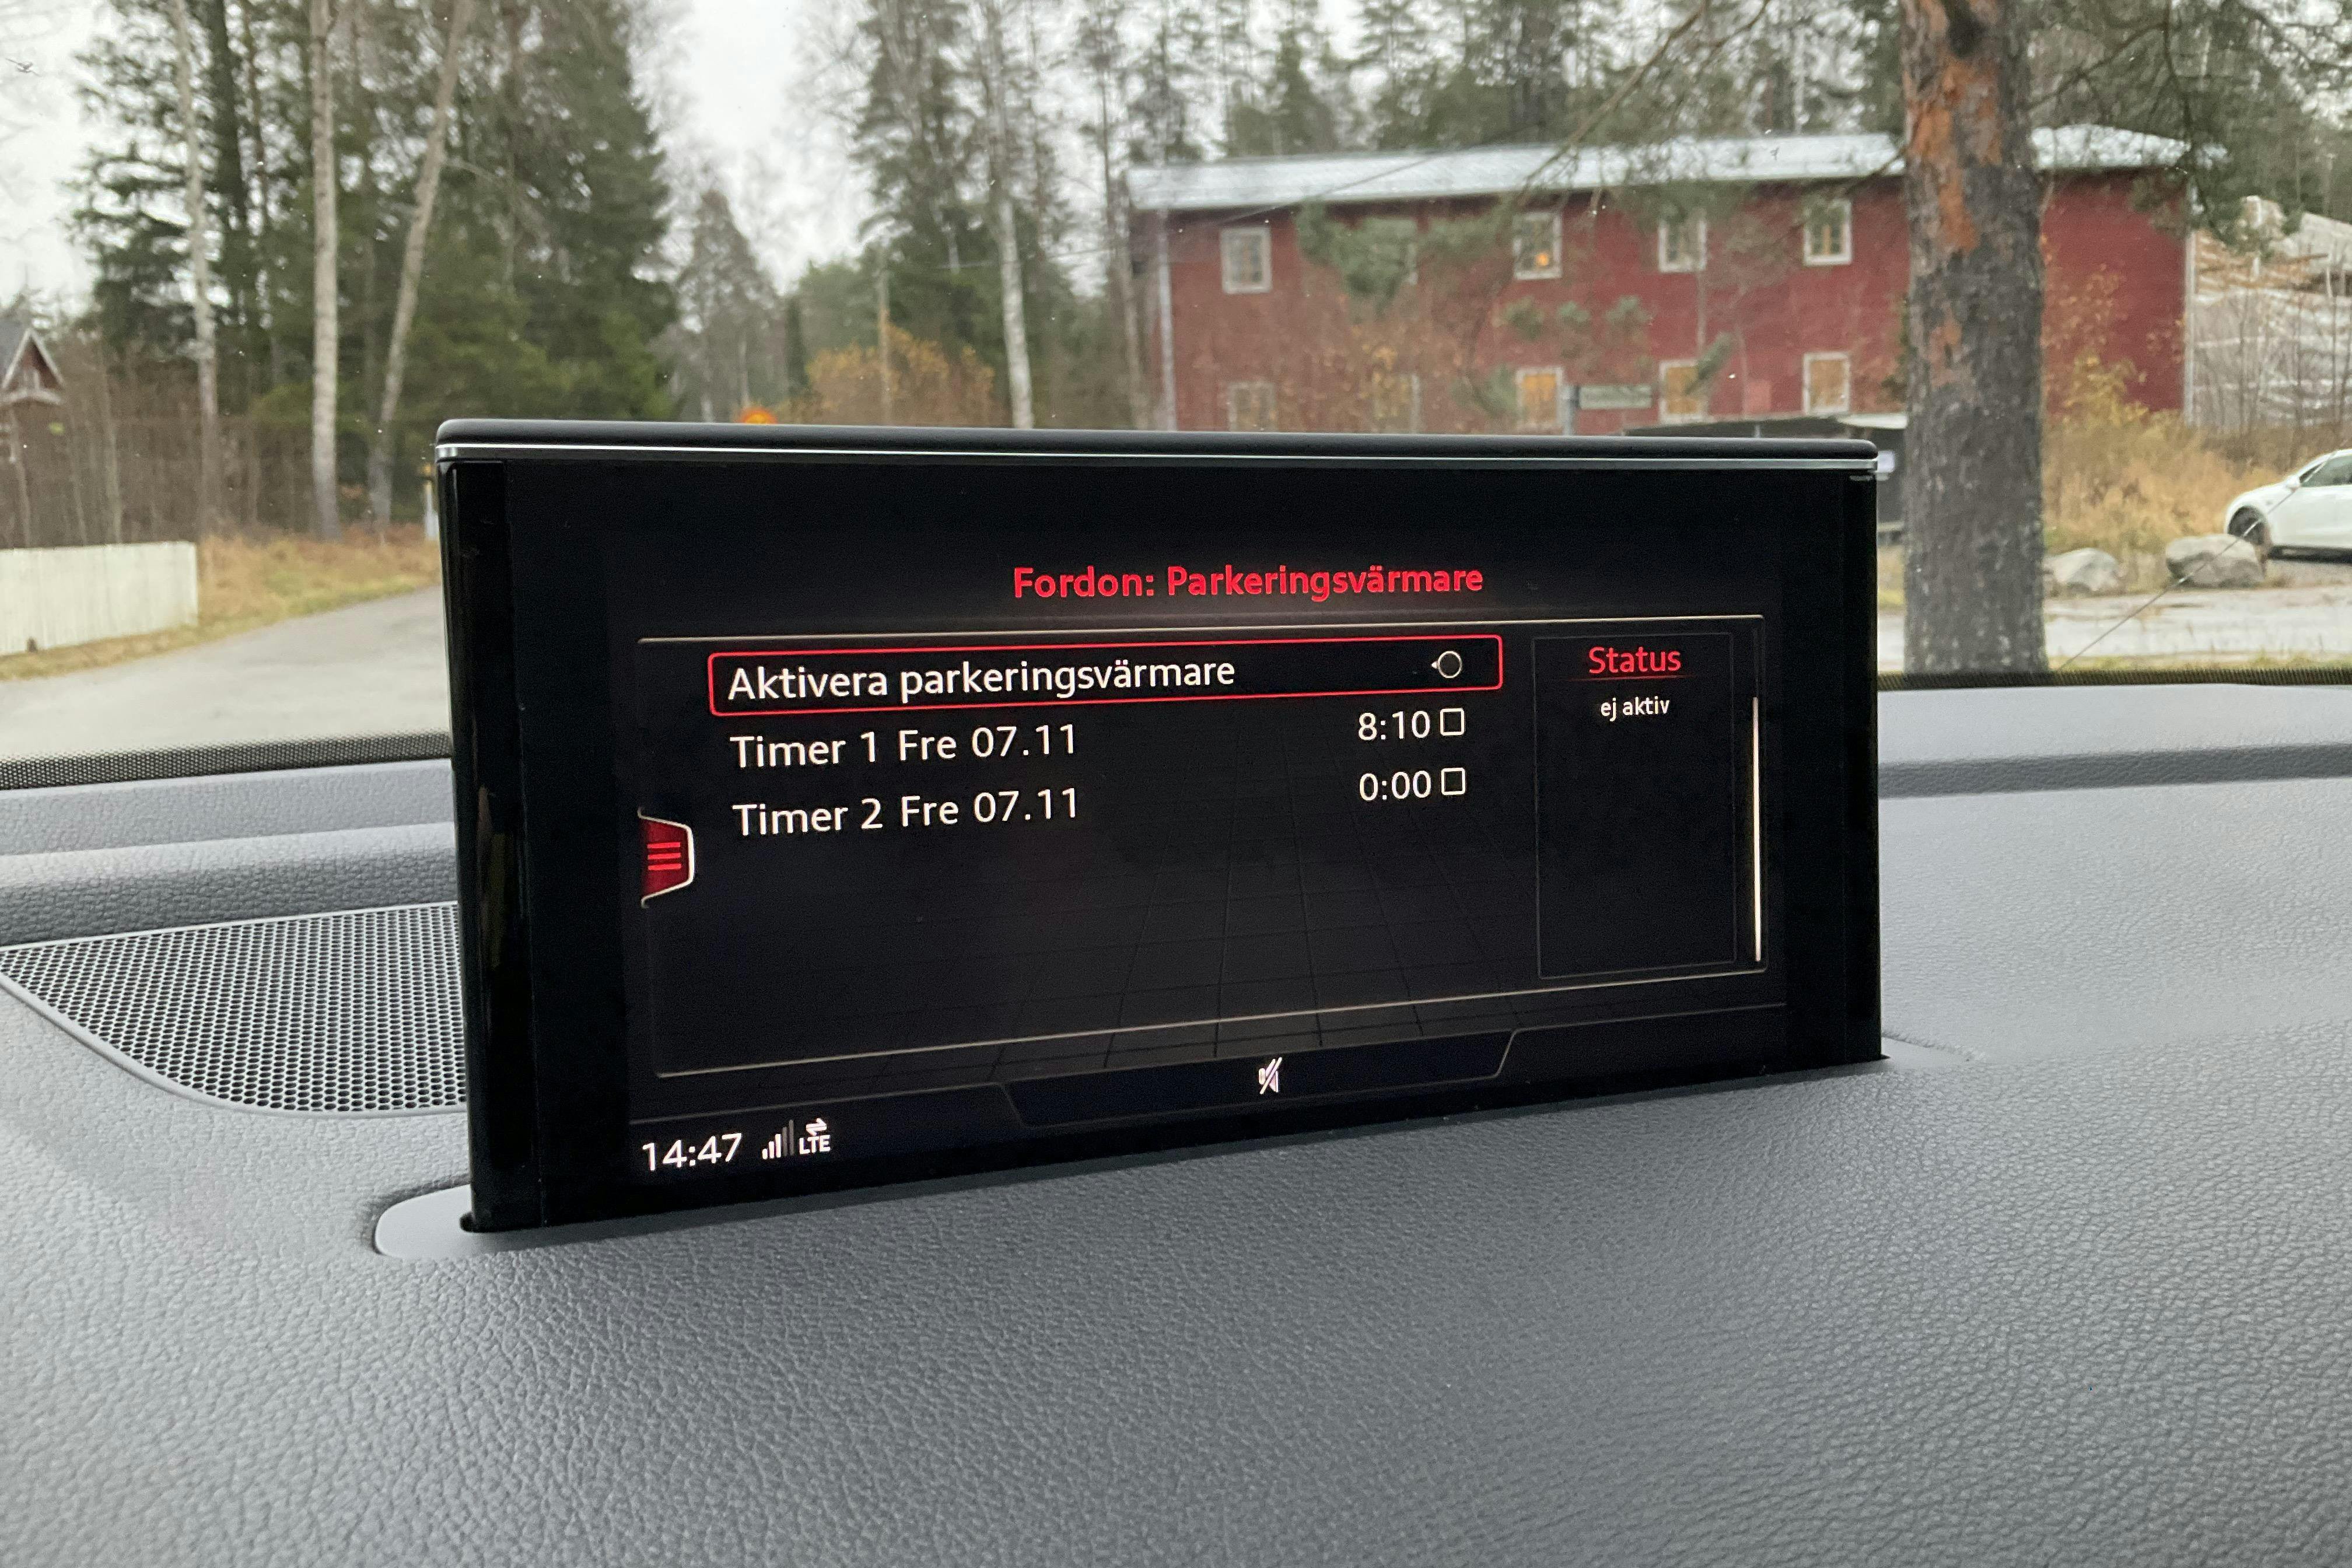 Fordon: Parkeringsvärmare
Aktivera parkeringsvärmare
Timer 1 Fre 07.11 8:10
Timer 2 Fre 07.11 0:00
Status
ej aktiv
14:47 LTE